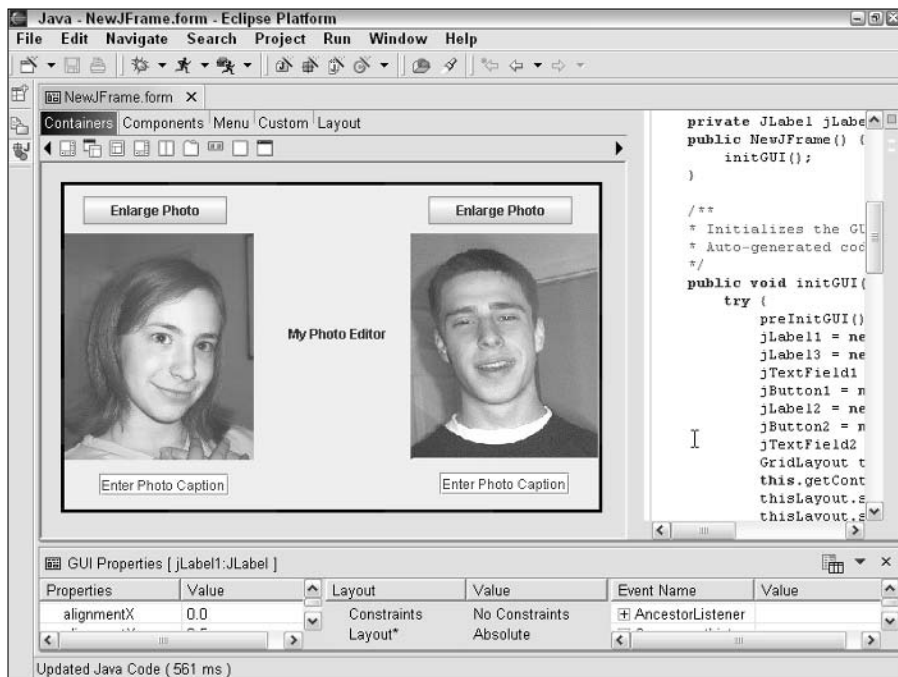 Java - NewJFrame.form - Eclipse Platform
File Edit Navigate Search Project Run Window Help
NewJFrame.form
Containers Components Menu Custom Layout
Enlarge Photo
Enlarge Photo
My Photo Editor
Enter Photo Caption
Enter Photo Caption
private JLabel jLabe
public NewJFrame() {
initGUI();
}
/**
* Initializes the GU
* Auto-generated cod
*/
public void initGUI(
try {
preInitGUI()
jLabel1 = ne
jLabel3 = ne
jTextField1
jButton1 = n
jLabel2 = ne
jButton2 = n
jTextField2
GridLayout t
this.getCont
thisLayout.s
thisLayout.s
GUI Properties [ jLabel1:JLabel ]
Properties Value Layout Value Event Name Value
alignmentX 0.0 Constraints No Constraints AncestorListener
Layout* Absolute
Updated Java Code ( 561 ms )